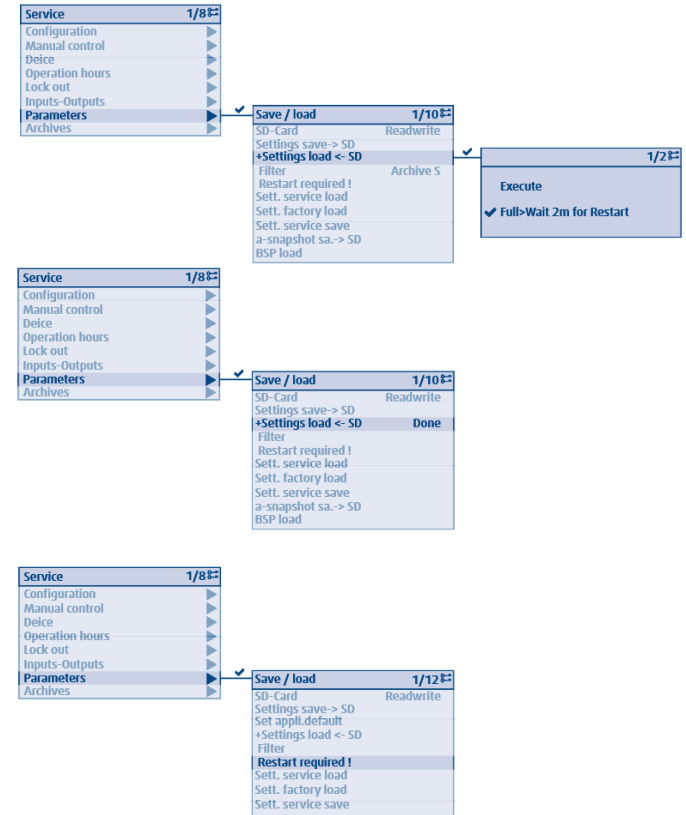 Service 1/8
Configuration
Manual control
Deice
Operation hours
Lock out
Inputs-Outputs
Parameters
Archives
Save / load 1/10
SD-Card Readwrite
Settings save-> SD
+Settings load <- SD
Filter Archive S
Restart required !
Sett. service load
Sett. factory load
Sett. service save
a-snapshot sa.-> SD
BSP load
1/2
Execute
Full>Wait 2m for Restart
Service 1/8
Configuration
Manual control
Deice
Operation hours
Lock out
Inputs-Outputs
Parameters
Archives
Save / load 1/10
SD-Card Readwrite
Settings save-> SD
+Settings load <- SD Done
Filter
Restart required !
Sett. service load
Sett. factory load
Sett. service save
a-snapshot sa.-> SD
BSP load
Service 1/8
Configuration
Manual control
Deice
Operation hours
Lock out
Inputs-Outputs
Parameters
Archives
Save / load 1/12
SD-Card Readwrite
Settings save-> SD
Set appli.default
+Settings load <- SD
Filter
Restart required !
Sett. service load
Sett. factory load
Sett. service save